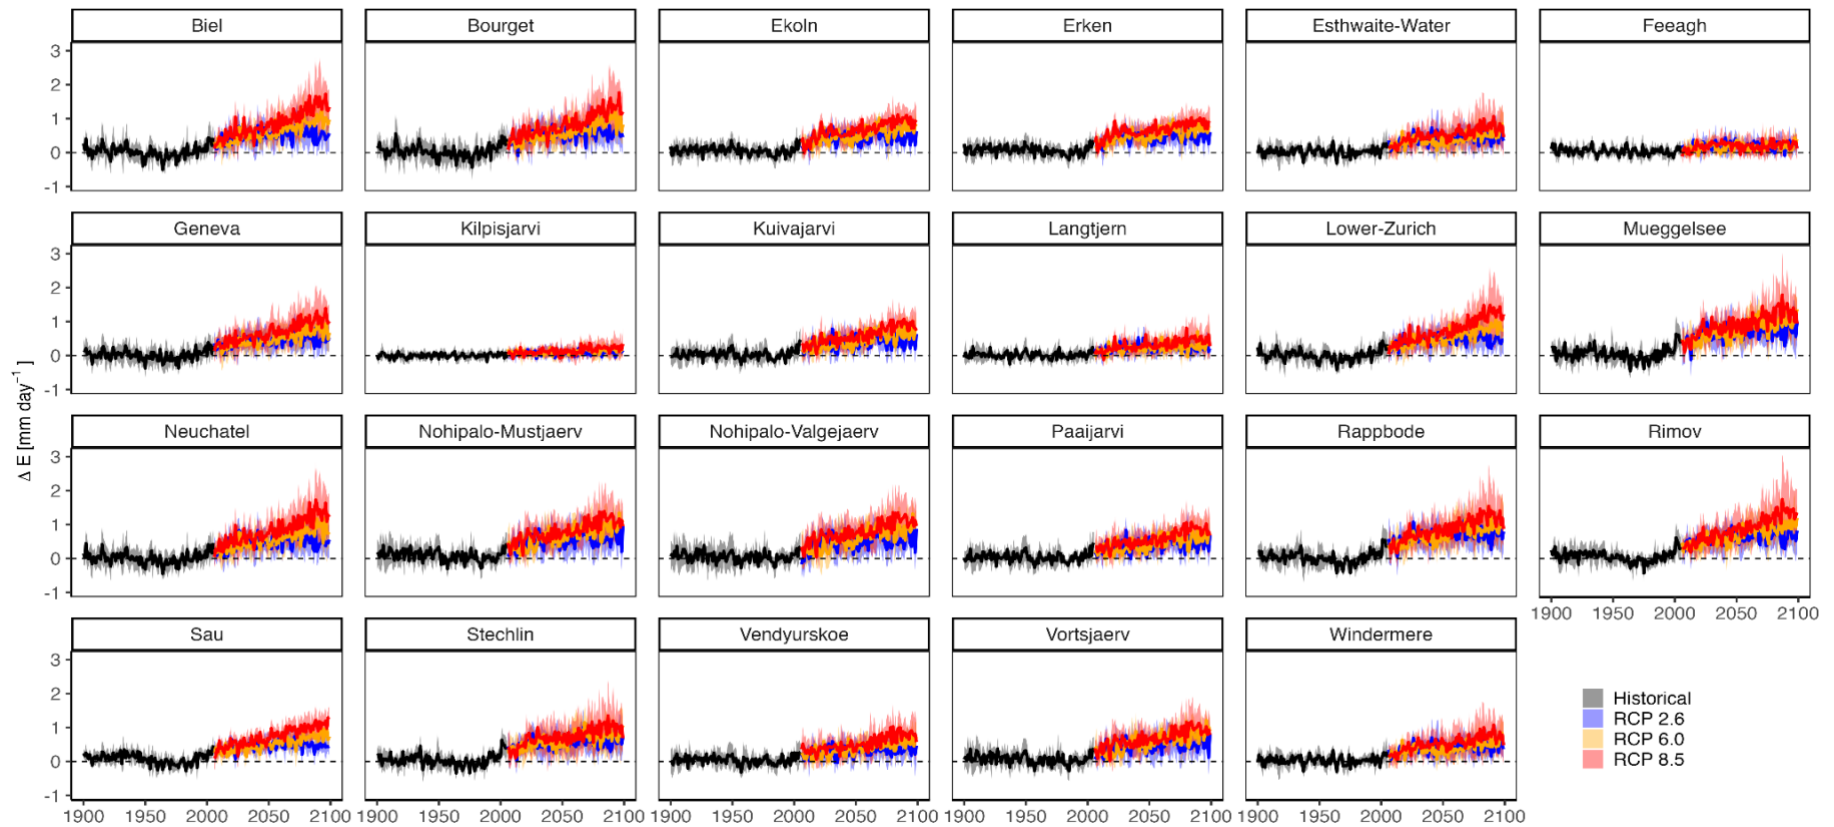 Biel Bourget Ekoln Erken Esthwaite-Water Feeagh
3
2
1
0
-1
Geneva Kilpisjarvi Kuivajarvi Langtjern Lower-Zurich Mueggelsee
3
2
1
0
-1
Δ E [mm day⁻¹ ]
Neuchatel Nohipalo-Mustjaerv Nohipalo-Valgejaerv Paaijarvi Rappbode Rimov
3
2
1
0
-1
1900 1950 2000 2050 2100
Sau Stechlin Vendyurskoe Vortsjaerv Windermere
3
2
1
0
-1
1900 1950 2000 2050 2100 1900 1950 2000 2050 2100 1900 1950 2000 2050 2100 1900 1950 2000 2050 2100 1900 1950 2000 2050 2100
Historical
RCP 2.6
RCP 6.0
RCP 8.5